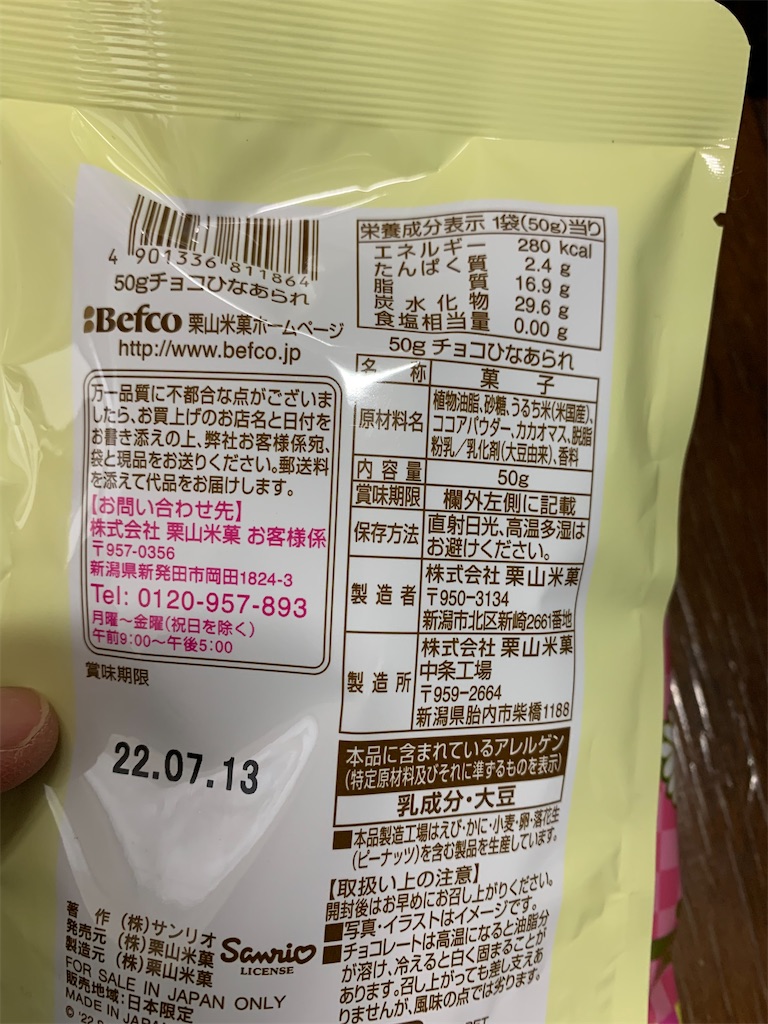 4 901336 811864
50gチョコひなあられ
Befco 栗山米菓ホームページ
http://www.befco.jp
万一品質に不都合な点がございま
したら、お買上げのお店名と日付を
お書き添えの上、弊社お客様係宛、
袋と現品をお送りください。郵送料
を添えて代品をお届けします。
【お問い合わせ先】
株式会社 栗山米菓 お客様係
〒957-0356
新潟県新発田市岡田1824-3
Tel: 0120-957-893
月曜～金曜(祝日を除く)
午前9:00～午後5:00
賞味期限
22.07.13
著作 (株)サンリオ
発売元 (株)栗山米菓
製造元 (株)栗山米菓
Sanrio
LICENSE
FOR SALE IN JAPAN ONLY
販売地域:日本限定
MADE IN JAPAN
栄養成分表示 1袋(50g)当り
エネルギー 280 kcal
たんぱく質 2.4 g
脂質 16.9 g
炭水化物 29.6 g
食塩相当量 0.00 g
50g チョコひなあられ
名称 菓子
原材料名 植物油脂、砂糖、うるち米(米国産)、
ココアパウダー、カカオマス、脱脂
粉乳／乳化剤(大豆由来)、香料
内容量 50g
賞味期限 欄外左側に記載
保存方法 直射日光、高温多湿は
お避けください。
製造者 株式会社 栗山米菓
〒950-3134
新潟市北区新崎2661番地
製造所 株式会社 栗山米菓
中条工場
〒959-2664
新潟県胎内市柴橋1188
本品に含まれているアレルゲン
(特定原材料及びそれに準ずるものを表示)
乳成分・大豆
■本品製造工場はえび・かに・小麦・卵・落花生
(ピーナッツ)を含む製品を生産しています。
【取扱い上の注意】
開封後はお早めにお召し上がりください。
■写真・イラストはイメージです。
■チョコレートは高温になると油脂分
が溶け、冷えると白く固まることが
あります。召し上がっても差し支えあ
りませんが、風味の点では劣ります。